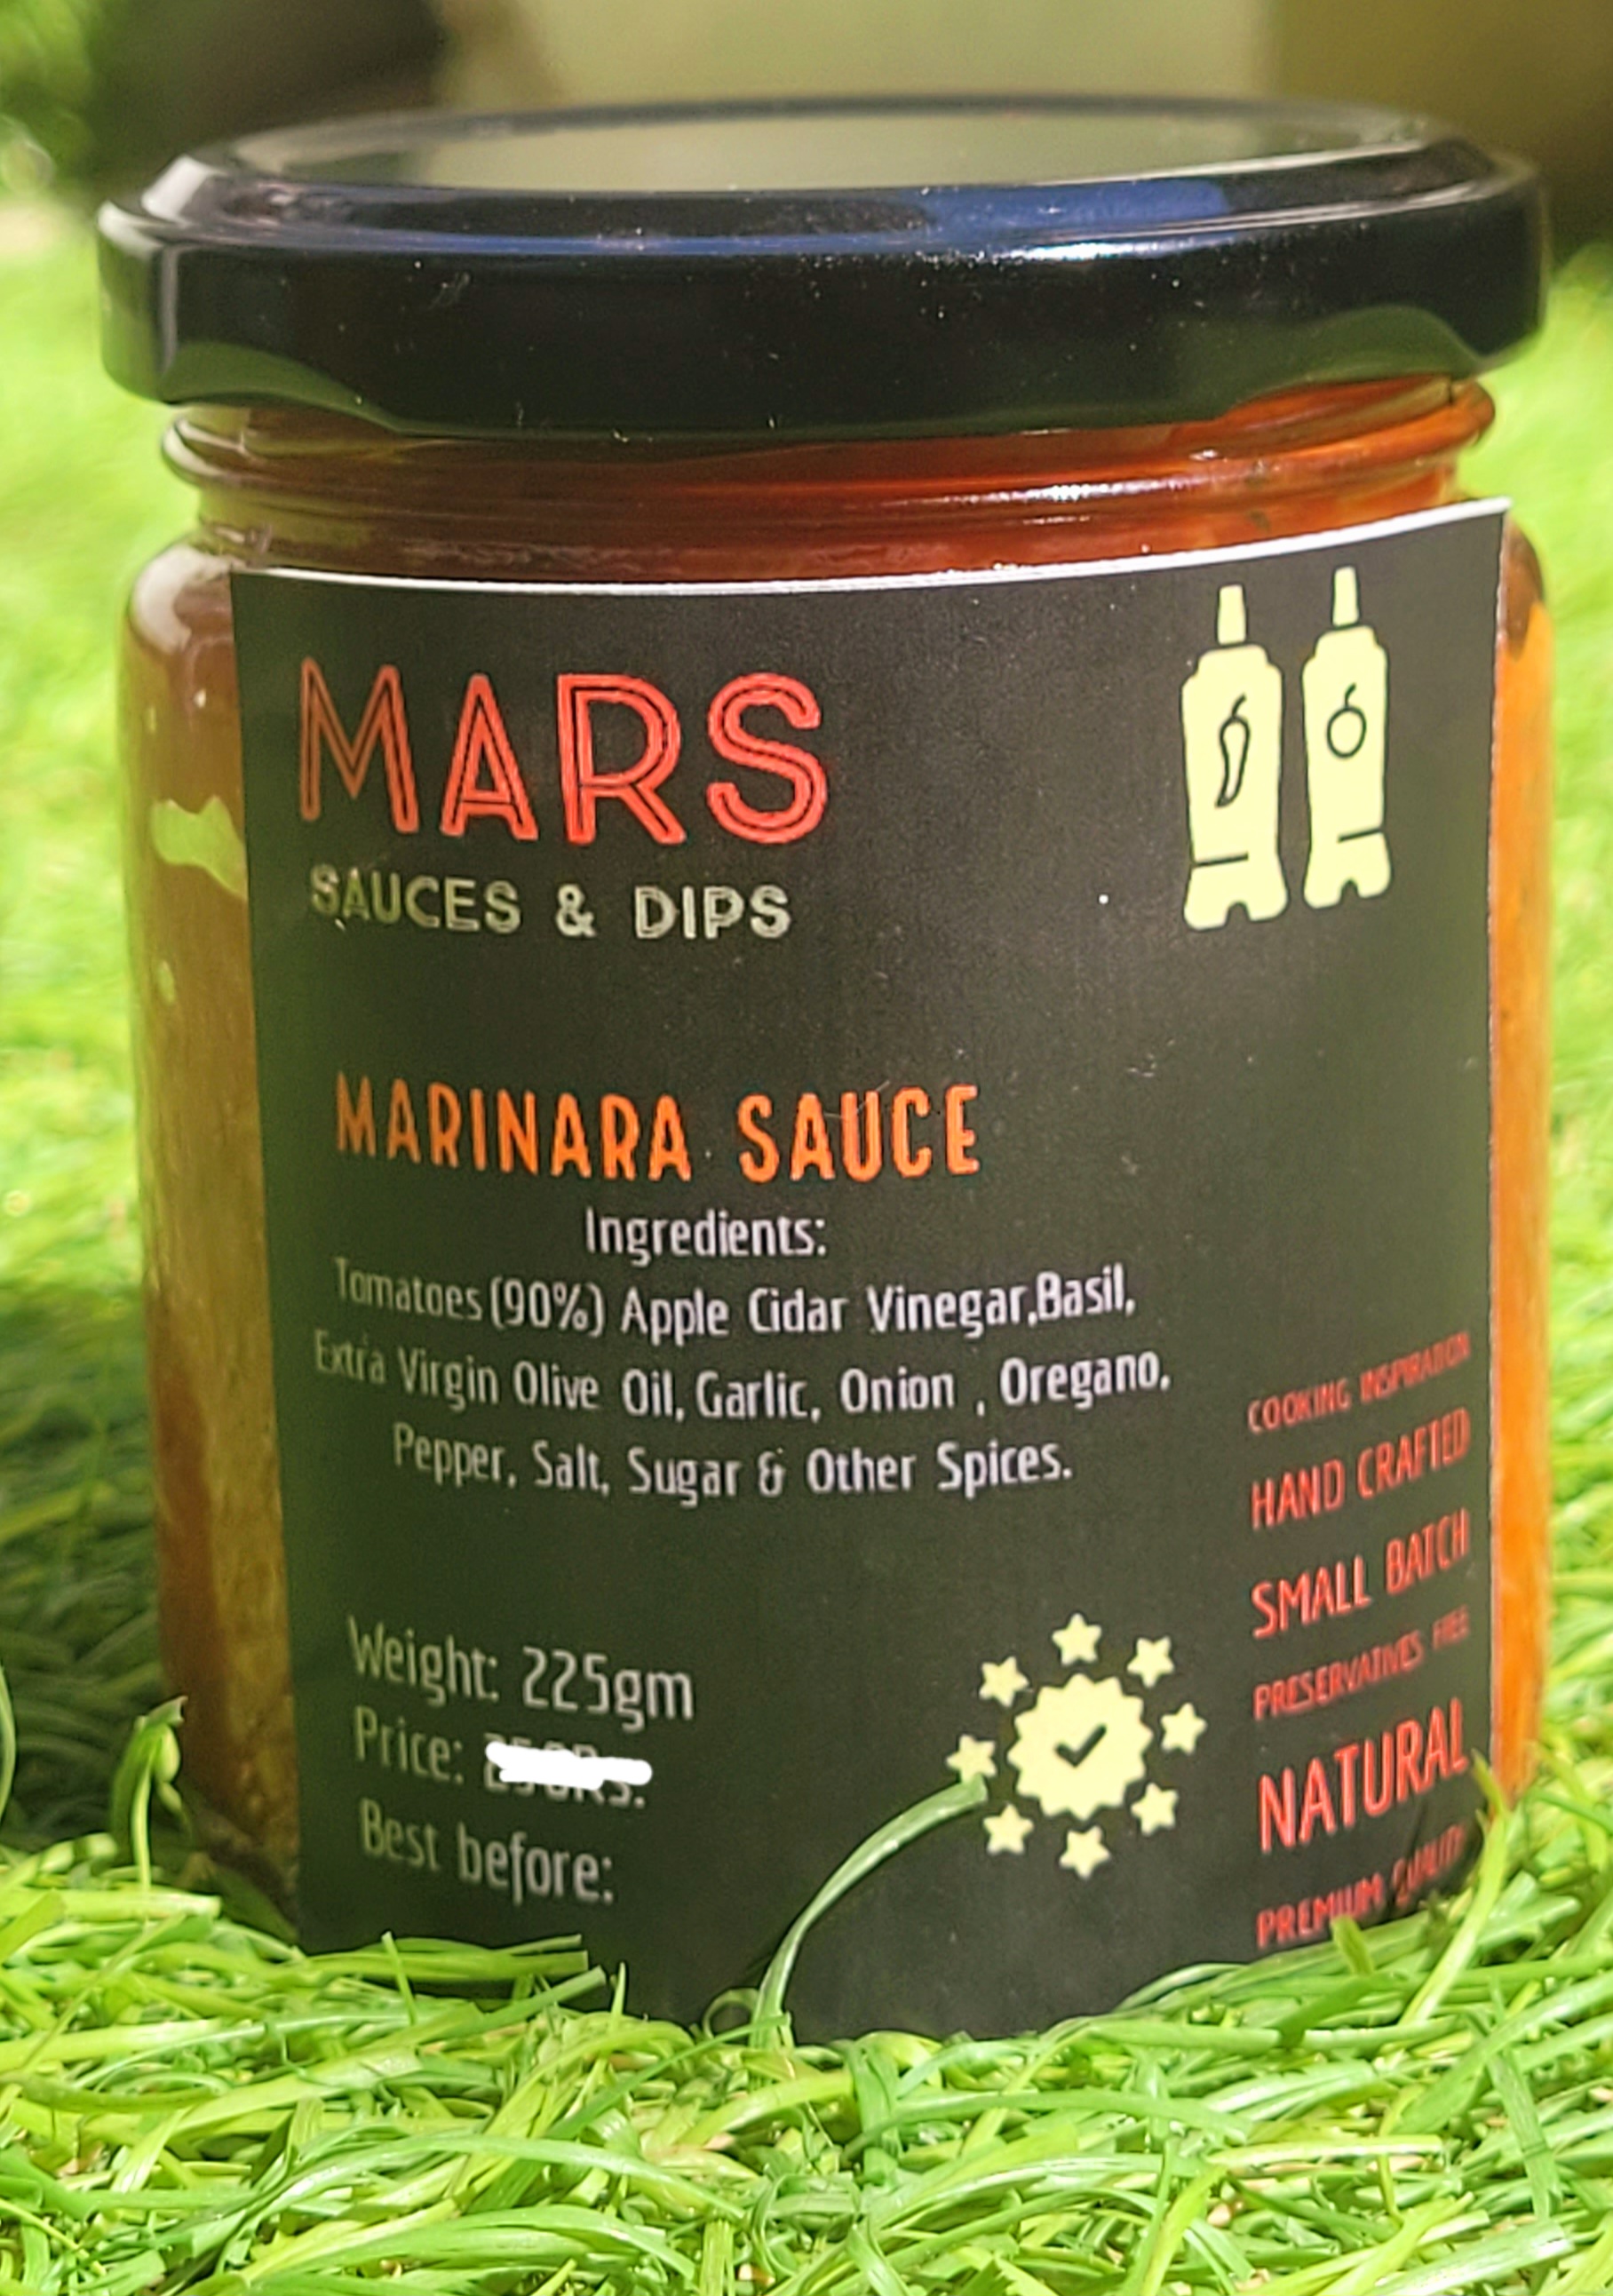 MARS
SAUCES & DIPS
MARINARA SAUCE
Ingredients:
Tomatoes (90%) Apple Cidar Vinegar,Basil,
Extra Virgin Olive Oil, Garlic, Onion , Oregano,
Pepper, Salt, Sugar & Other Spices.
Weight: 225gm
Price:
Best before:
COOKING INSPIRATION
HAND CRAFTED
SMALL BATCH
PRESERVATIVES FREE
NATURAL
PREMIUM QUALITY